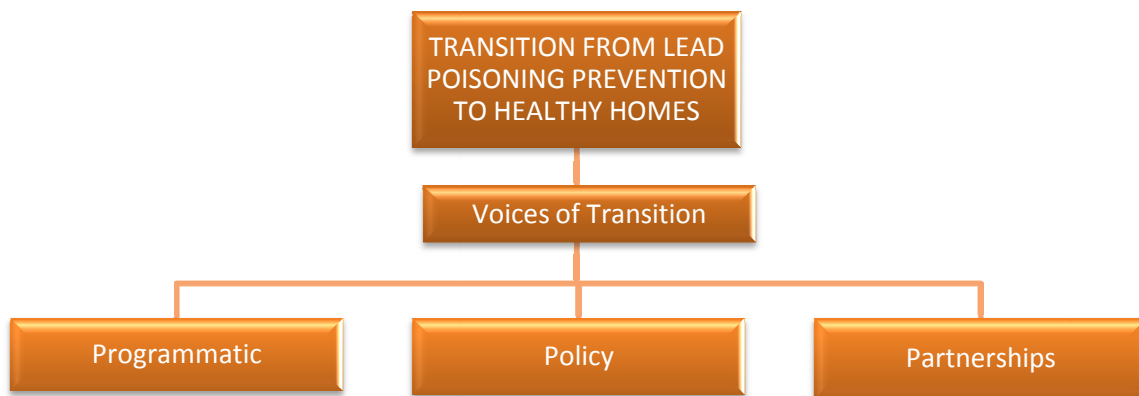 TRANSITION FROM LEAD
POISONING PREVENTION
TO HEALTHY HOMES
Voices of Transition
Programmatic
Policy
Partnerships